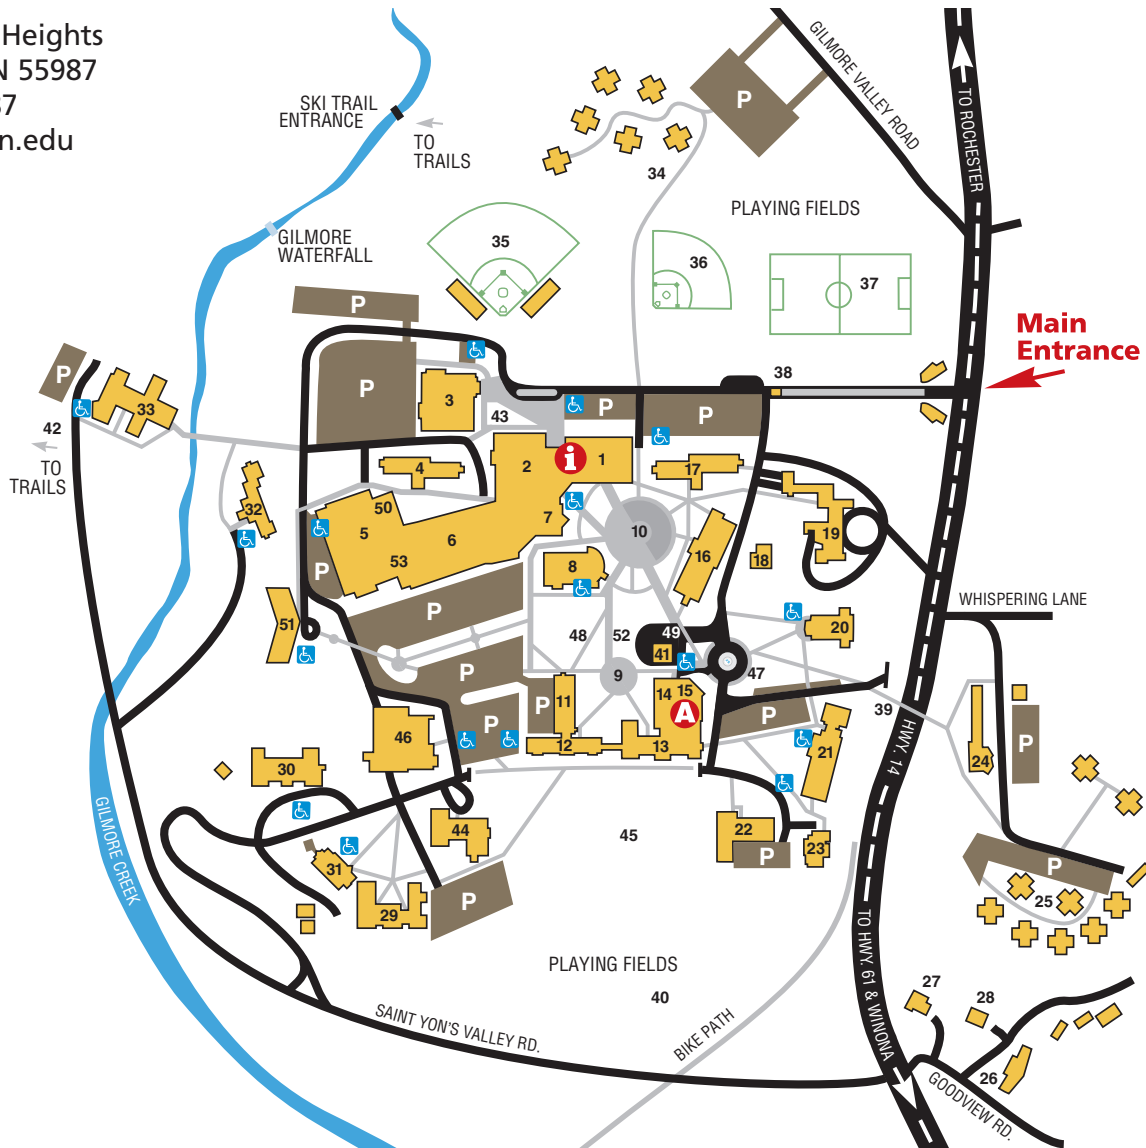 Heights
N 55987
37
n.edu
SKI TRAIL
ENTRANCE
TO
TRAILS
GILMORE
WATERFALL
GILMORE VALLEY ROAD
TO ROCHESTER
P
34
PLAYING FIELDS
35
36
37
Main
Entrance
P
P
P
38
33
42
TO
TRAILS
3
43
P
P
4
2
i
1
17
32
50
5
6
7
53
10
16
19
18
8
P
P
51
48
52
49
41
9
47
20
WHISPERING LANE
P
11
P
14
15
A
P
39
HWY. 14
46
P
12
13
21
24
P
30
GILMORE CREEK
44
45
22
P
23
31
29
P
P
25
PLAYING FIELDS
40
TO HWY. 61 & WINONA
27
28
26
SAINT YON'S VALLEY RD.
BIKE PATH
GOODVIEW RD.